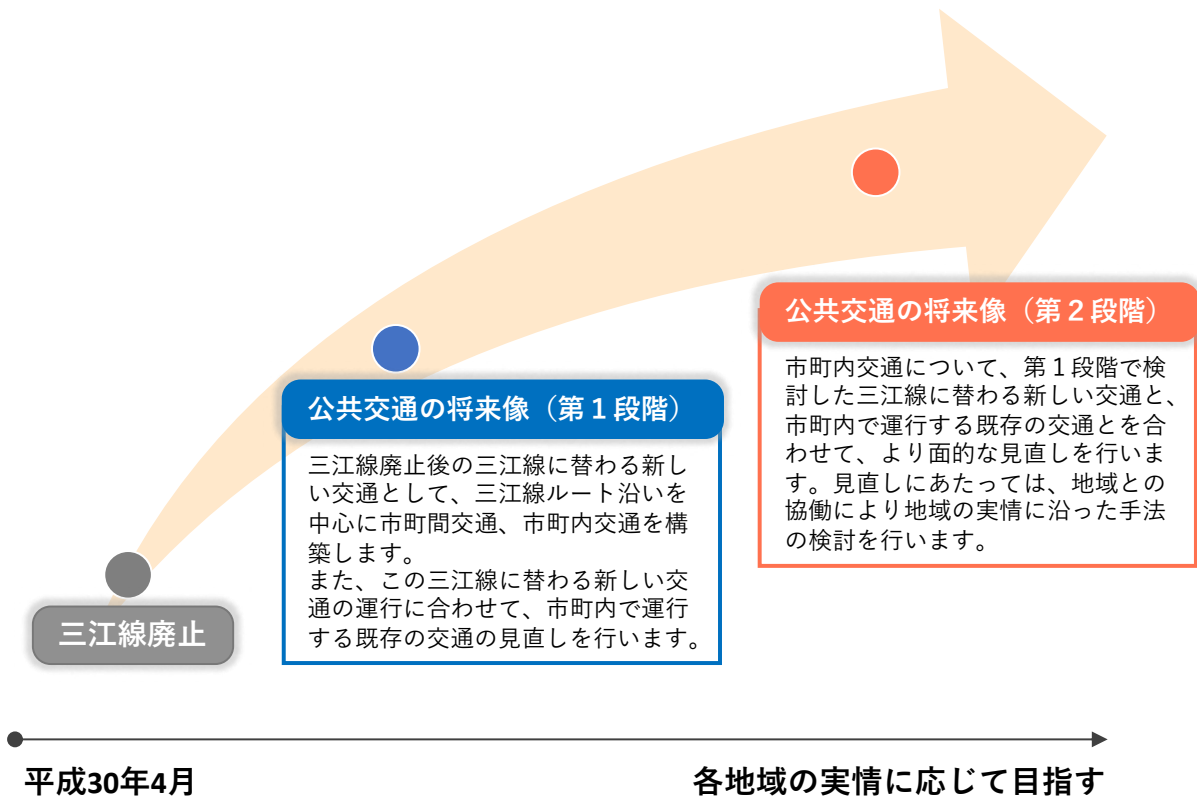 公共交通の将来像（第２段階）
市町内交通について、第１段階で検
討した三江線に替わる新しい交通と、
市町内で運行する既存の交通とを合
わせて、より面的な見直しを行いま
す。見直しにあたっては、地域との
協働により地域の実情に沿った手法
の検討を行います。
公共交通の将来像（第１段階）
三江線廃止後の三江線に替わる新し
い交通として、三江線ルート沿いを
中心に市町間交通、市町内交通を構
築します。
また、この三江線に替わる新しい交
通の運行に合わせて、市町内で運行
する既存の交通の見直しを行います。
三江線廃止
平成30年4月
各地域の実情に応じて目指す